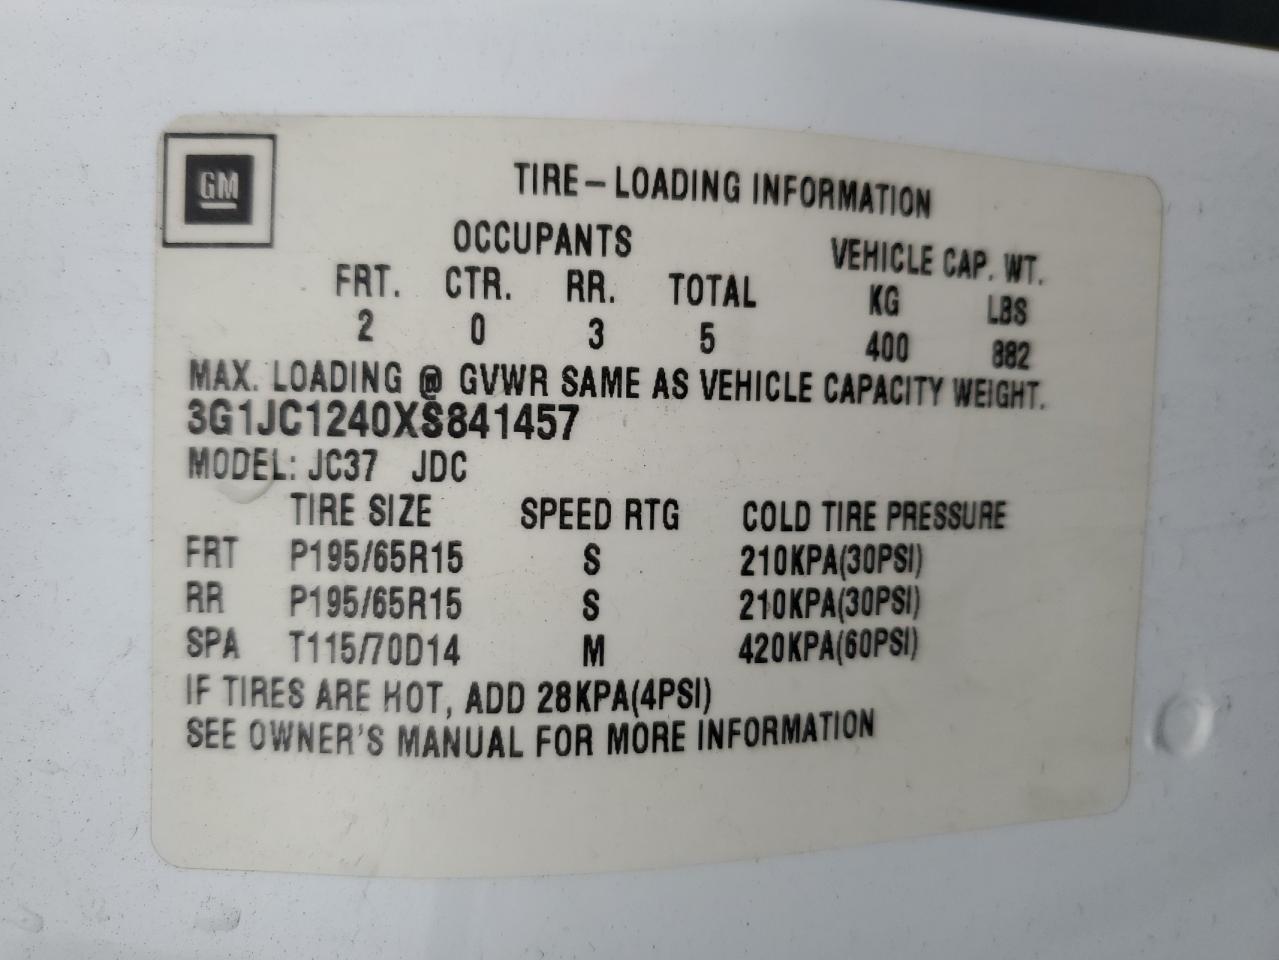 GM
TIRE-LOADING INFORMATION
OCCUPANTS VEHICLE CAP. WT.
FRT. CTR. RR. TOTAL KG LBS
2 0 3 5 400 882
MAX. LOADING @ GVWR SAME AS VEHICLE CAPACITY WEIGHT.
3G1JC1240XS841457
MODEL: JC37 JDC
TIRE SIZE SPEED RTG COLD TIRE PRESSURE
FRT P195/65R15 S 210KPA(30PSI)
RR P195/65R15 S 210KPA(30PSI)
SPA T115/70D14 M 420KPA(60PSI)
IF TIRES ARE HOT, ADD 28KPA(4PSI)
SEE OWNER'S MANUAL FOR MORE INFORMATION